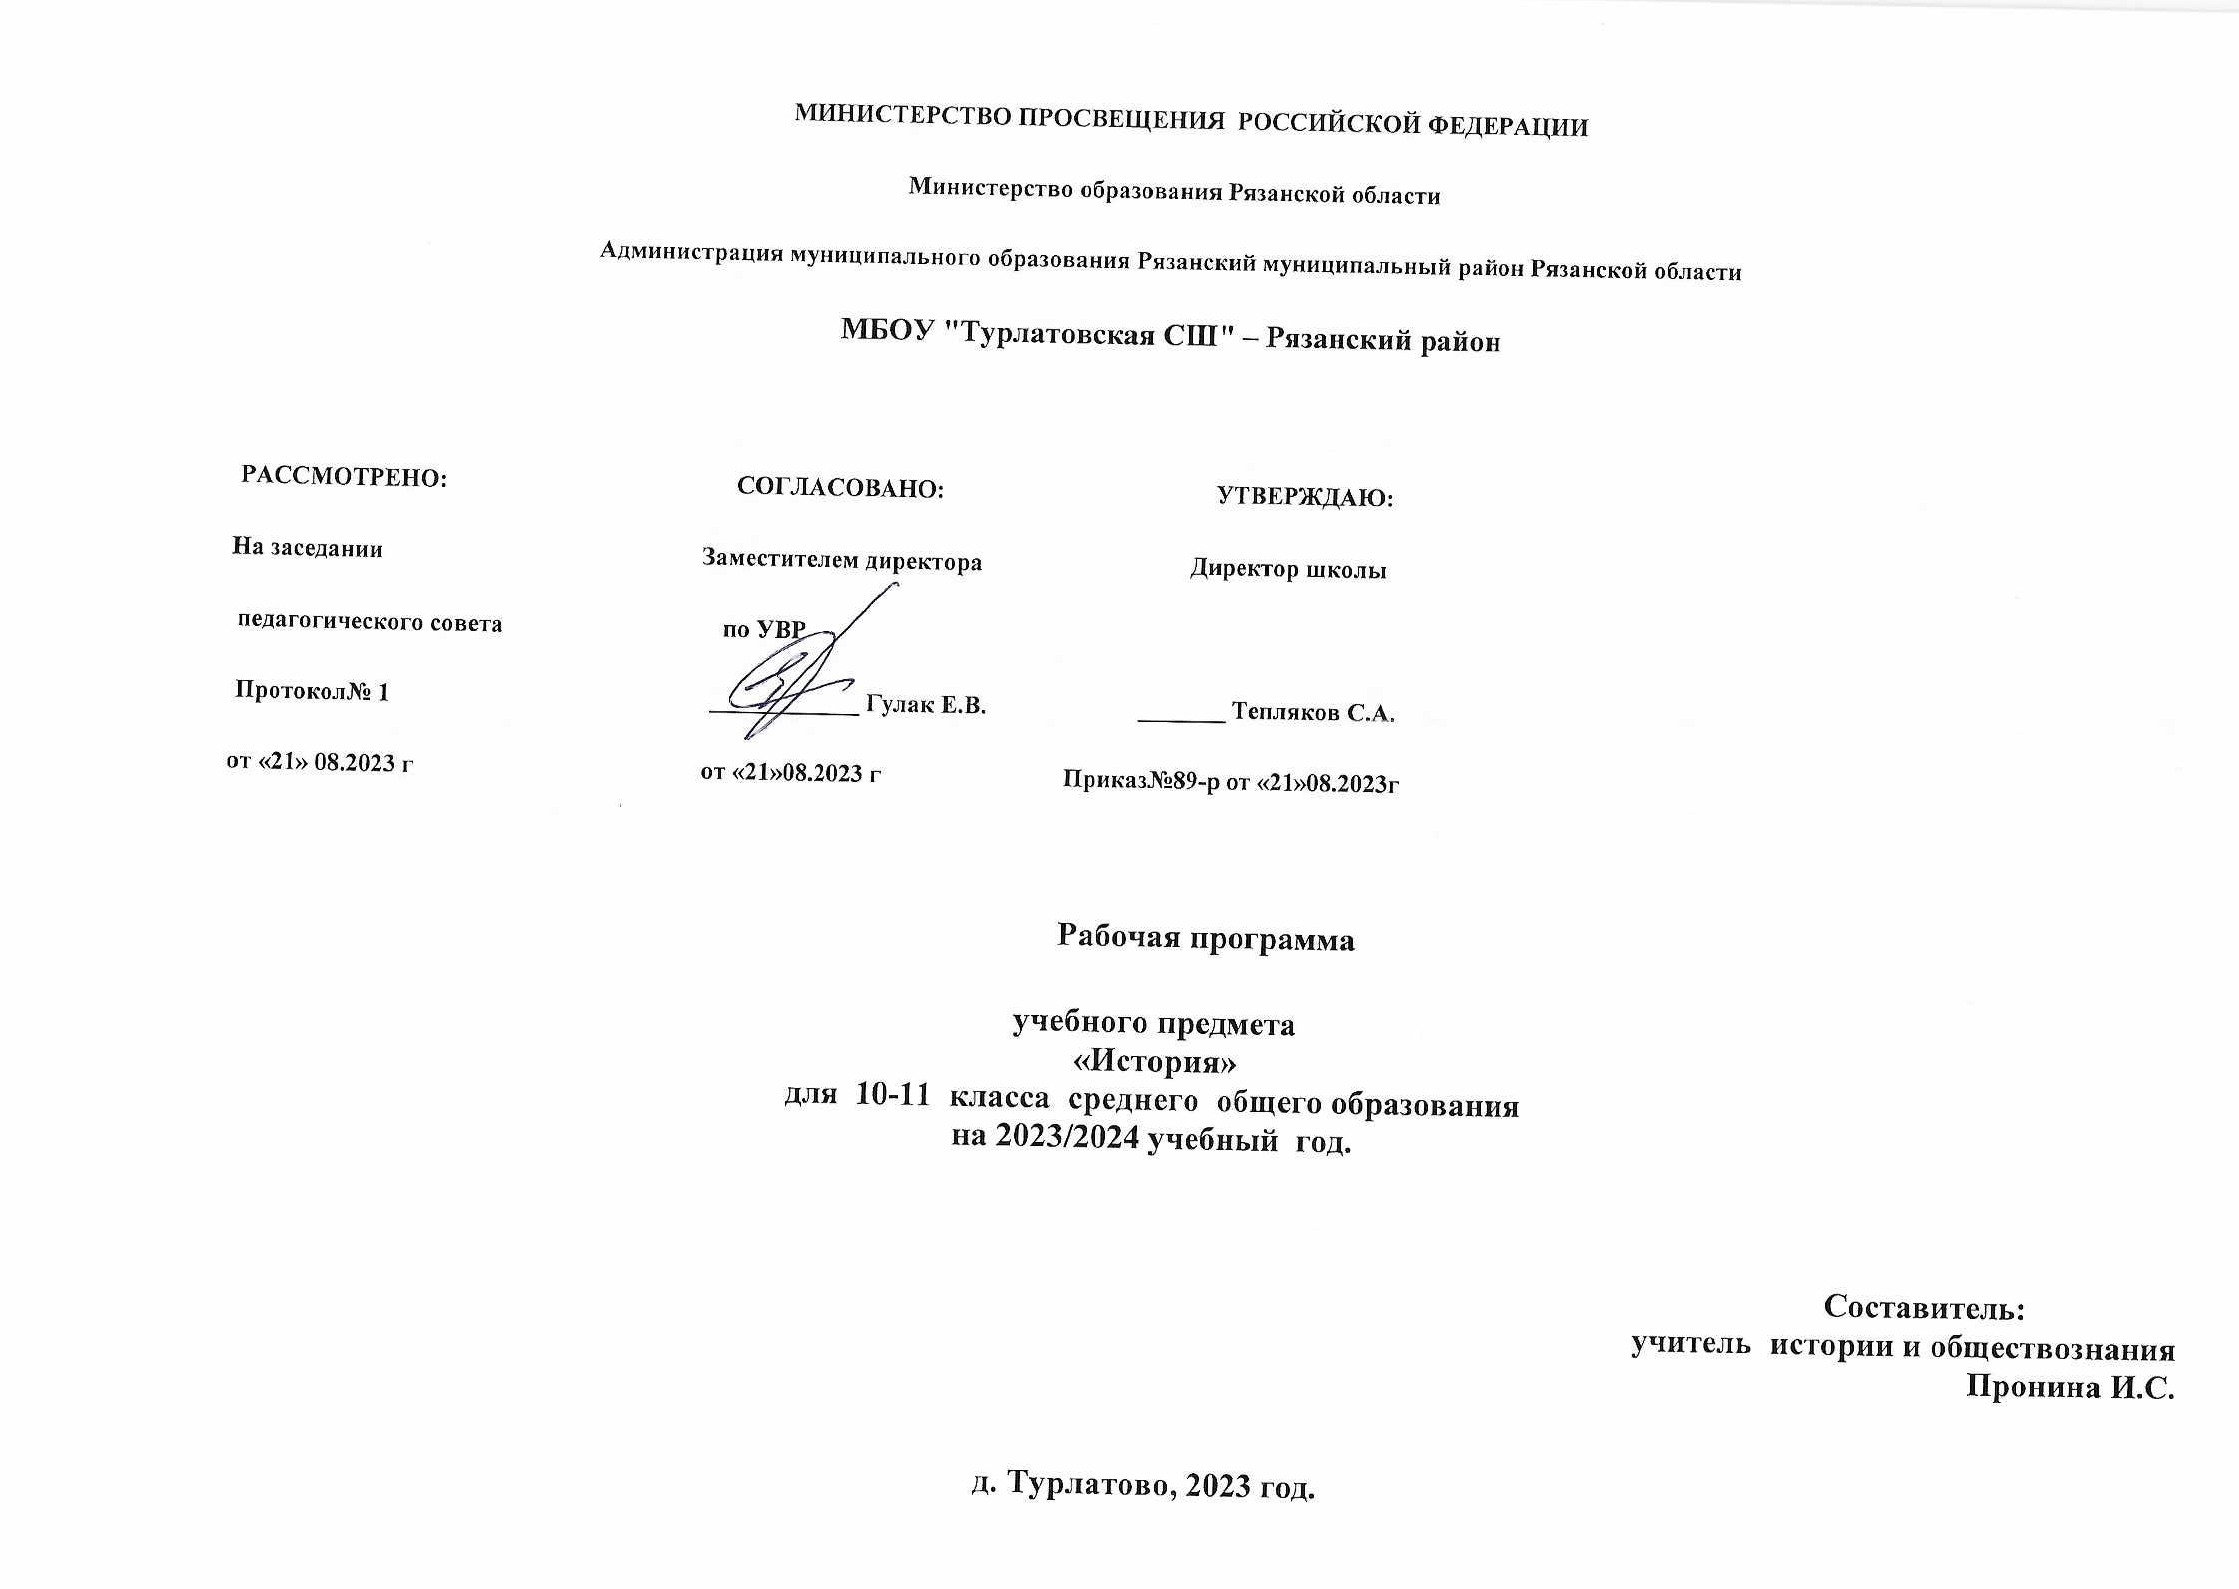 МИНИСТЕРСТВО ПРОСВЕЩЕНИЯ РОССИЙСКОЙ ФЕДЕРАЦИИ
Министерство образования Рязанской области
Администрация муниципального образования Рязанский муниципальный район Рязанской области
МБОУ "Турлатовская СШ" – Рязанский район
РАССМОТРЕНО:
На заседании
педагогического совета
Протокол№ 1
от «21» 08.2023 г
СОГЛАСОВАНО:
Заместителем директора
по УВР
____________ Гулак Е.В.
от «21»08.2023 г
УТВЕРЖДАЮ:
Директор школы
_______ Тепляков С.А.
Приказ№89-р от «21»08.2023г
Рабочая программа
учебного предмета
«История»
для 10-11 класса среднего общего образования
на 2023/2024 учебный год.
Составитель:
учитель истории и обществознания
Пронина И.С.
д. Турлатово, 2023 год.